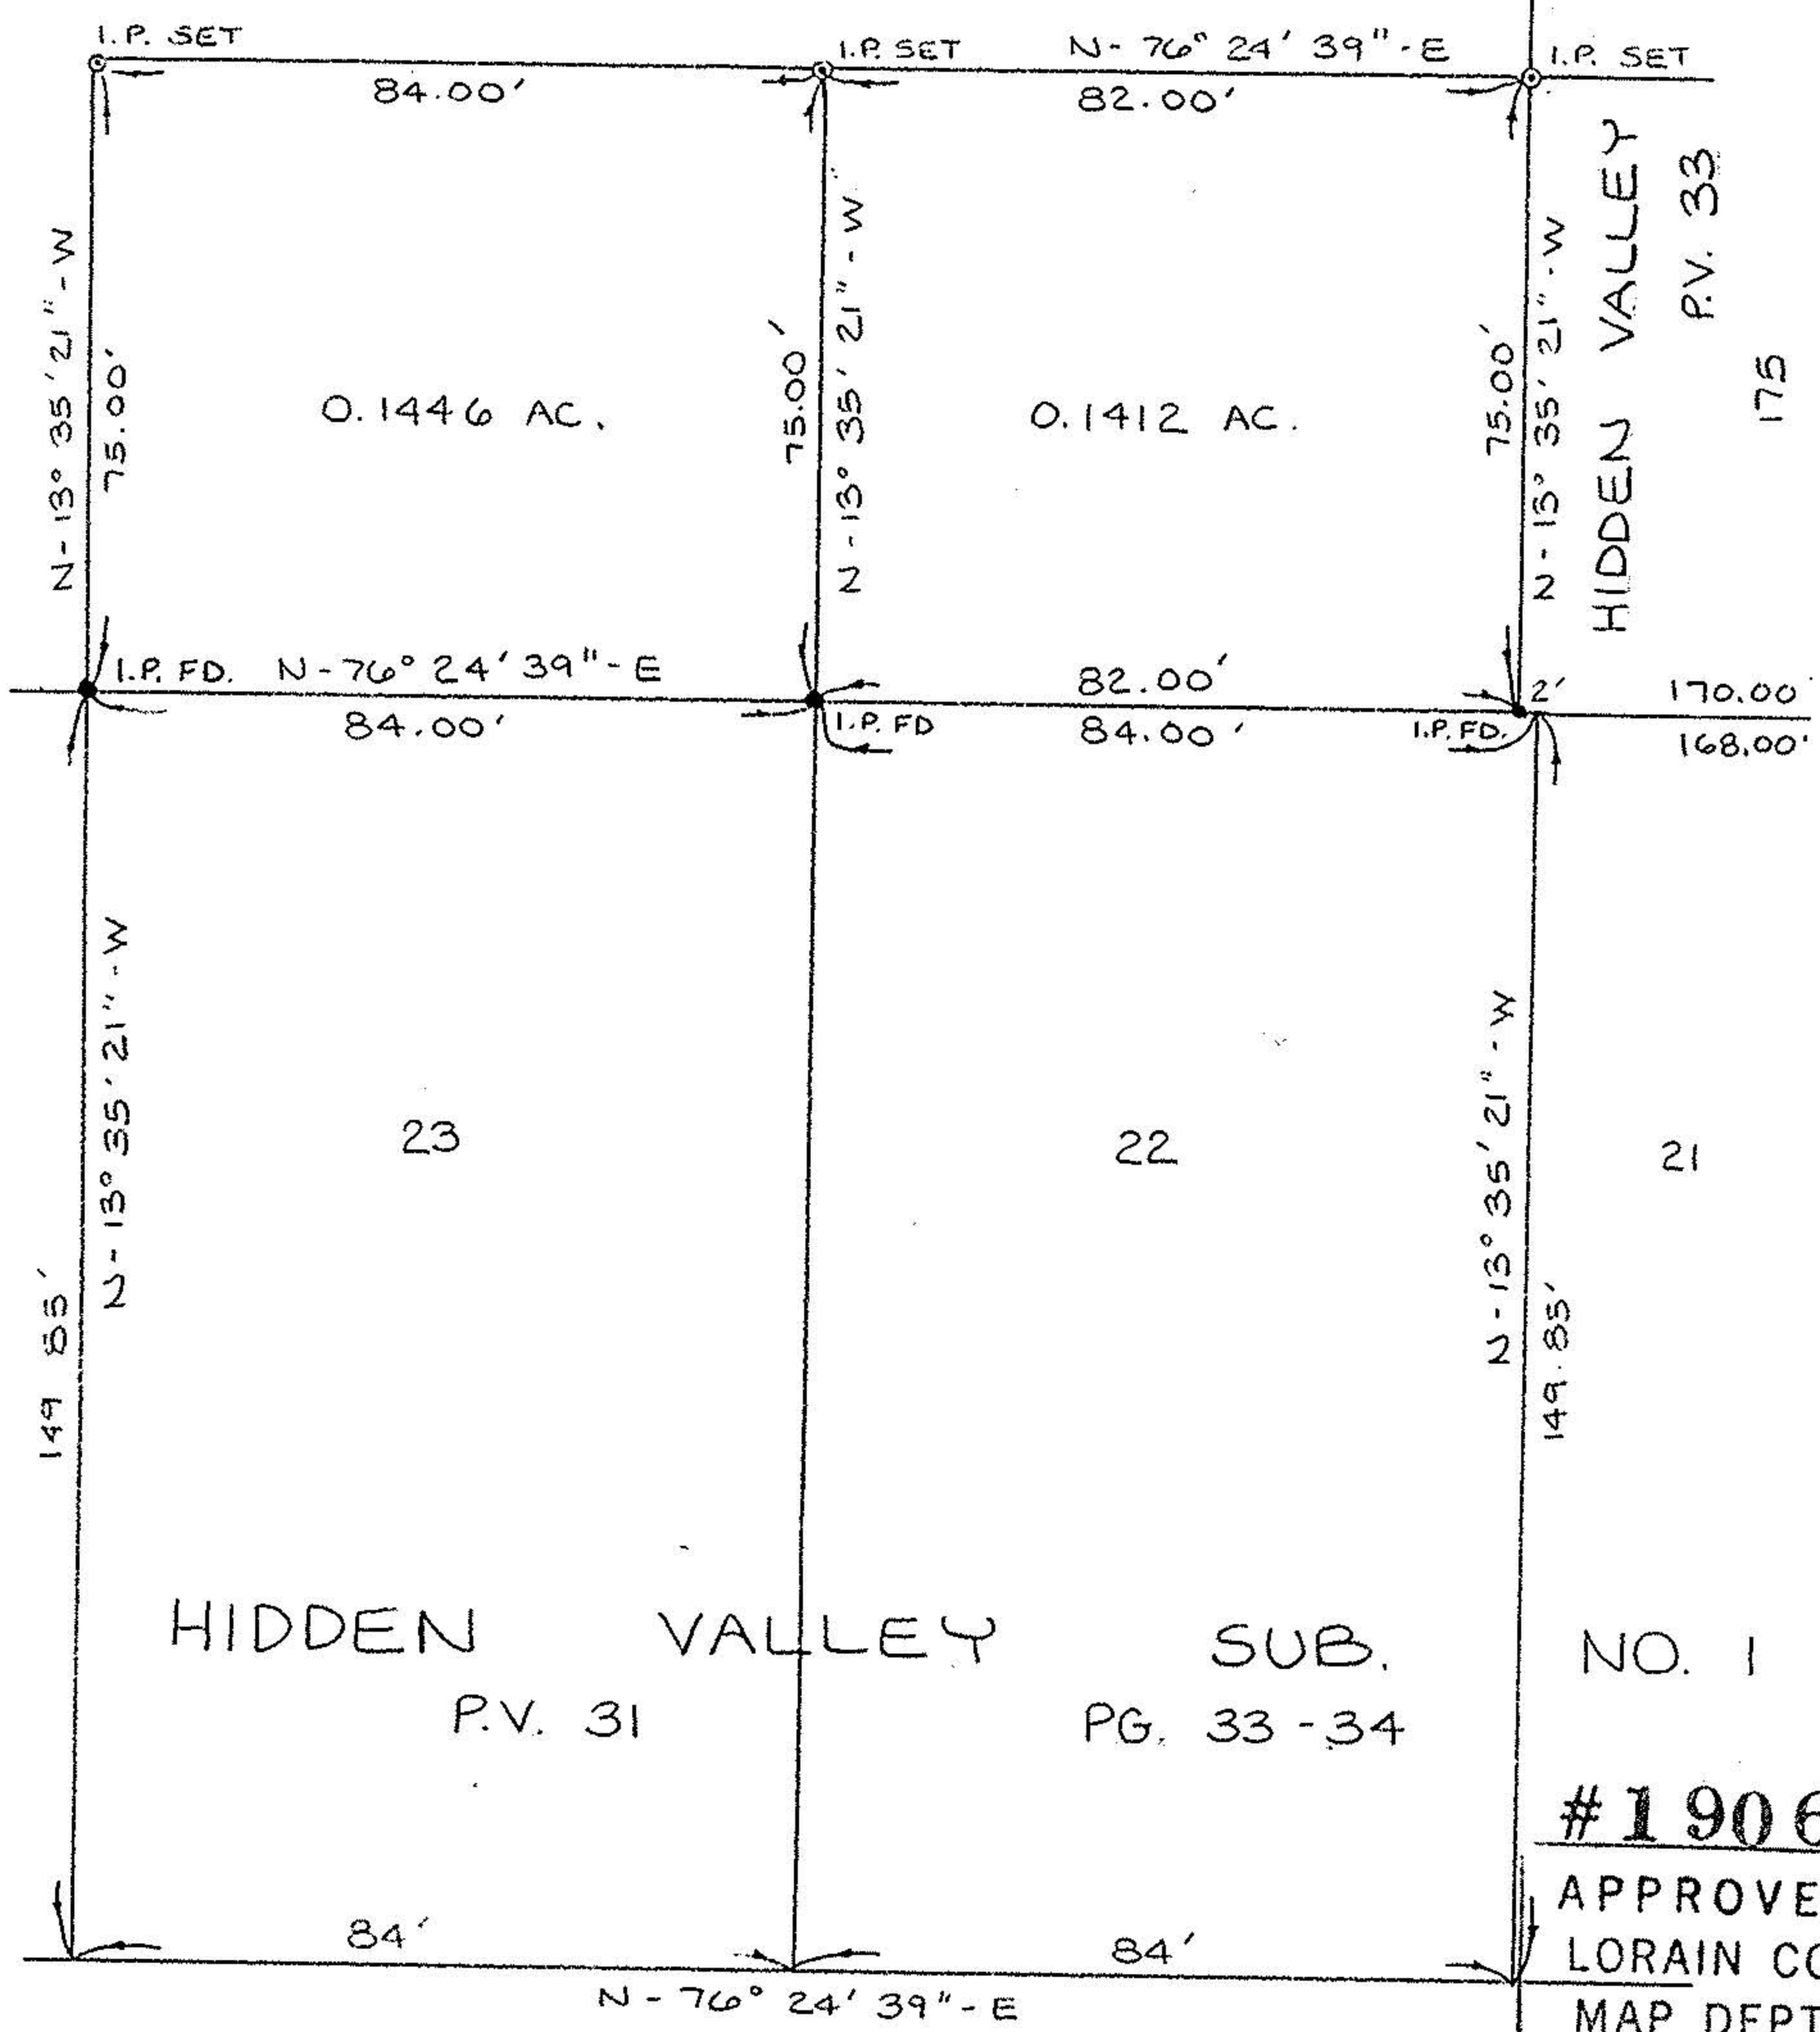 I.P. SET
I.P. SET
N - 76° 24' 39" - E
I.P. SET
84.00'
82.00'
N - 13° 35' 21" - W
75.00'
0.1446 AC.
75.00'
N - 13° 35' 21" - W
0.1412 AC.
75.00'
N - 13° 35' 21" - W
HIDDEN VALLEY
P.V. 33
175
I.P. FD. N - 76° 24' 39" - E
84.00'
I.P. FD
82.00'
84.00'
I.P. FD.
2'
170.00
168.00'
149 85'
N - 13° 35' 21" - W
23
22
N - 13° 35' 21" - W
149.85'
21
HIDDEN VALLEY SUB. NO. 1
P.V. 31 PG. 33 - 34
#1906
APPROVE
LORAIN CO
MAP DEPT
84'
84'
N - 76° 24' 39" - E